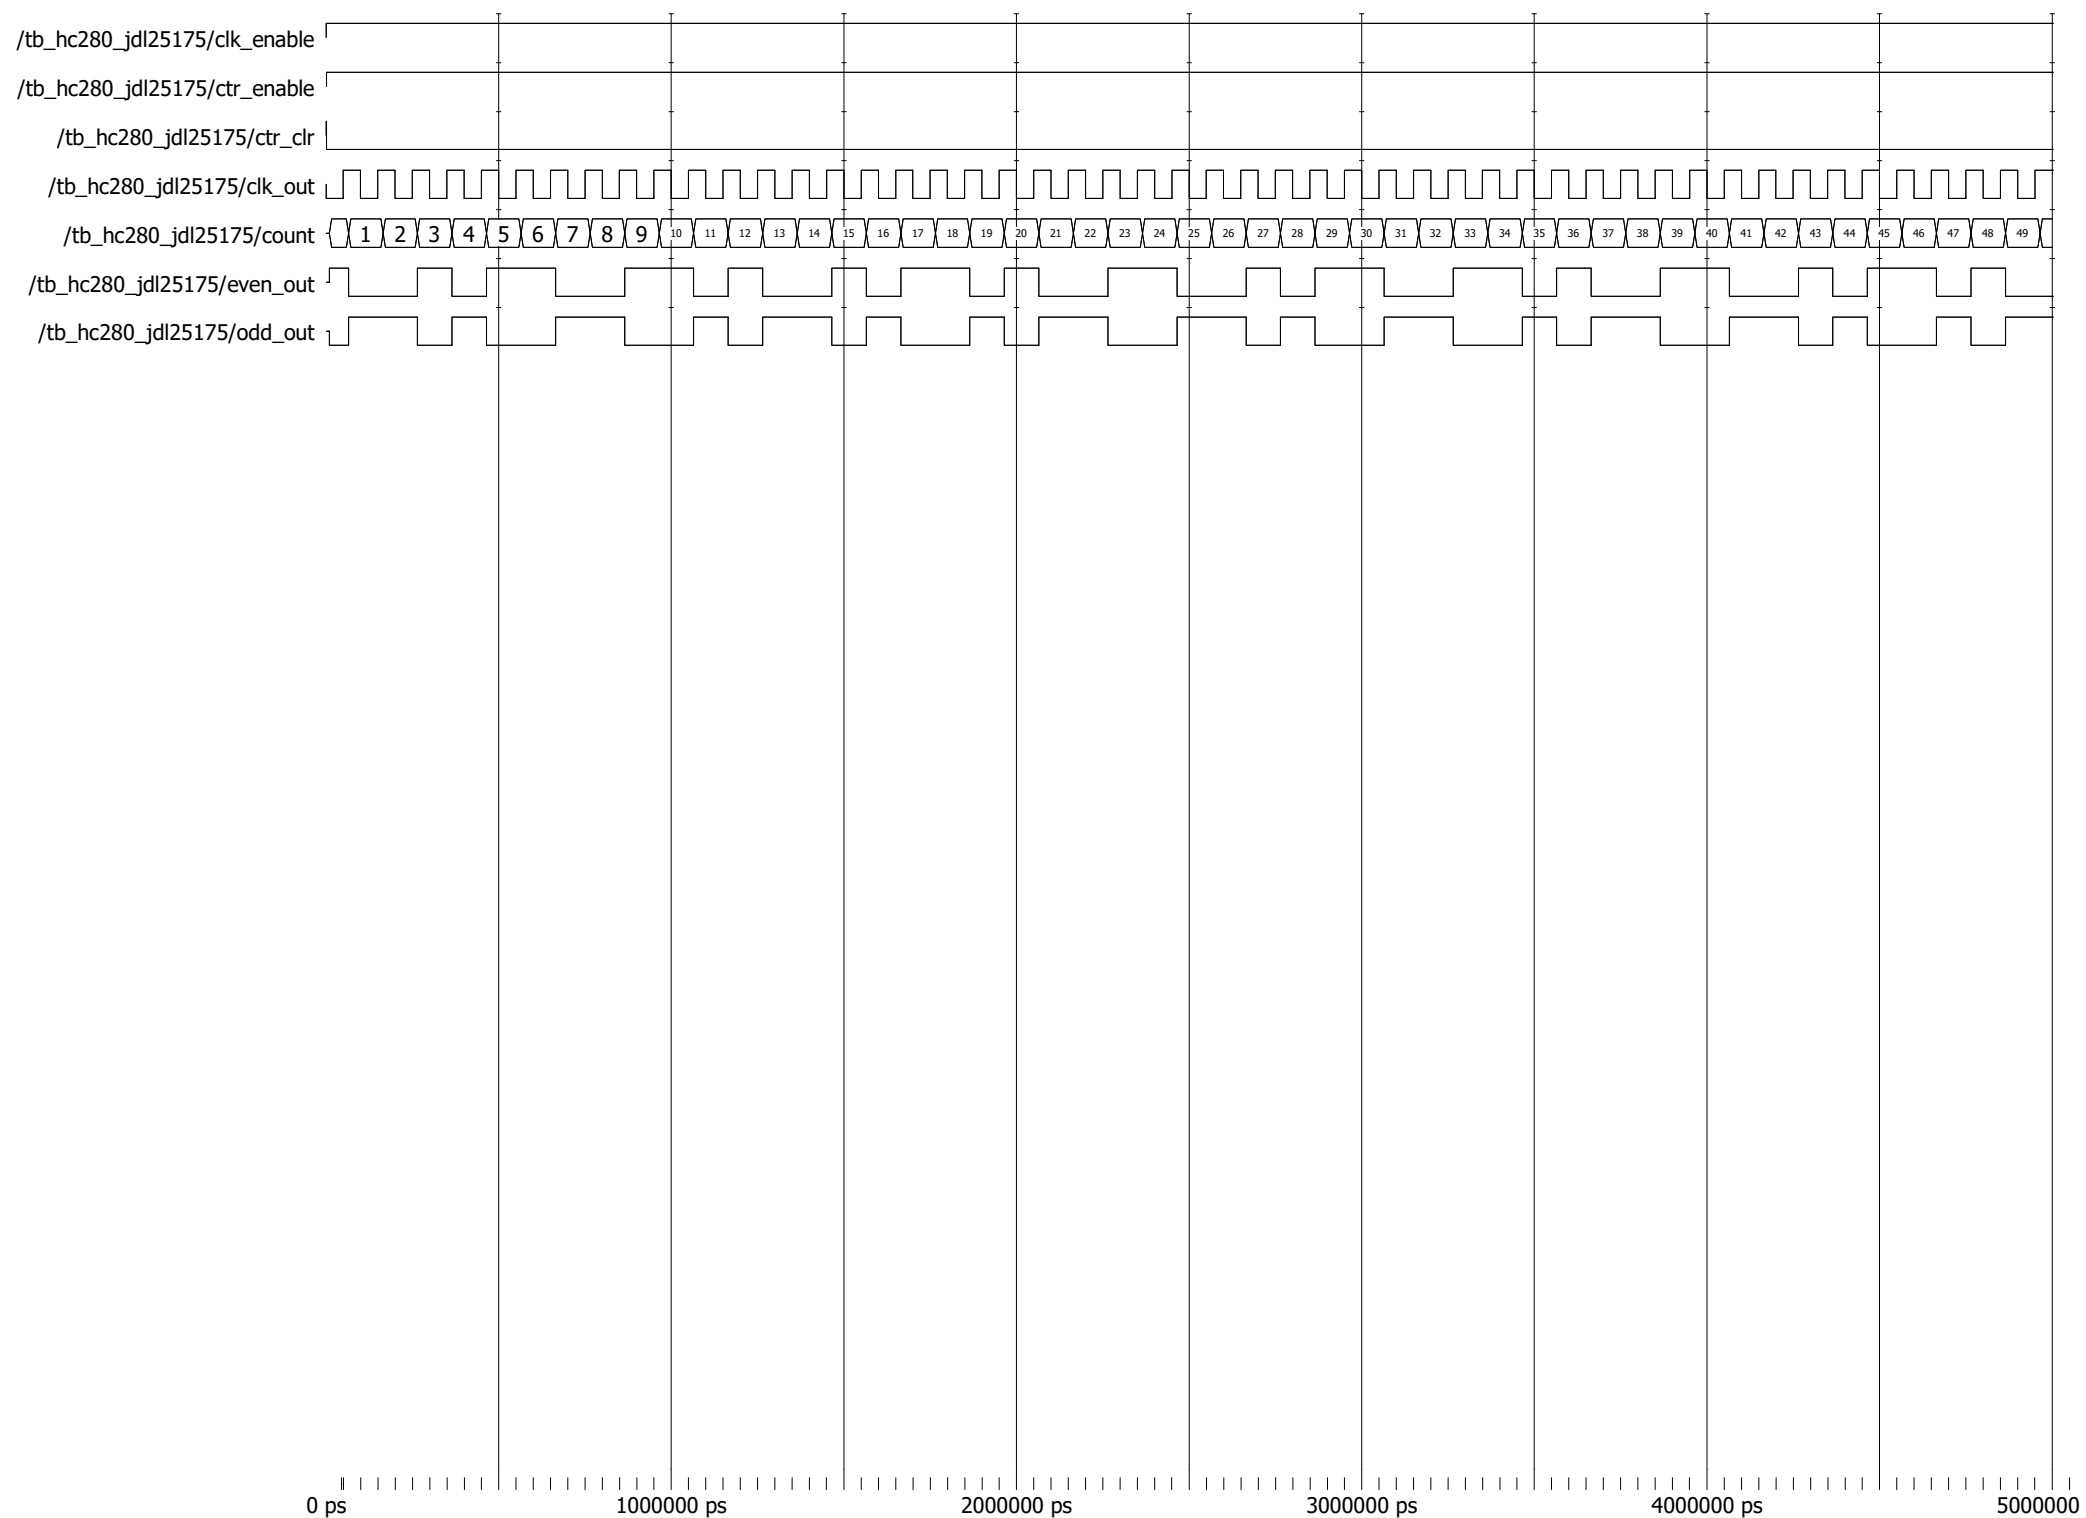 /tb_hc280_jdl25175/clk_enable
/tb_hc280_jdl25175/ctr_enable
/tb_hc280_jdl25175/ctr_clr
/tb_hc280_jdl25175/clk_out
/tb_hc280_jdl25175/count 1 2 3 4 5 6 7 8 9 10 11 12 13 14 15 16 17 18 19 20 21 22 23 24 25 26 27 28 29 30 31 32 33 34 35 36 37 38 39 40 41 42 43 44 45 46 47 48 49
/tb_hc280_jdl25175/even_out
/tb_hc280_jdl25175/odd_out
0 ps 1000000 ps 2000000 ps 3000000 ps 4000000 ps 5000000